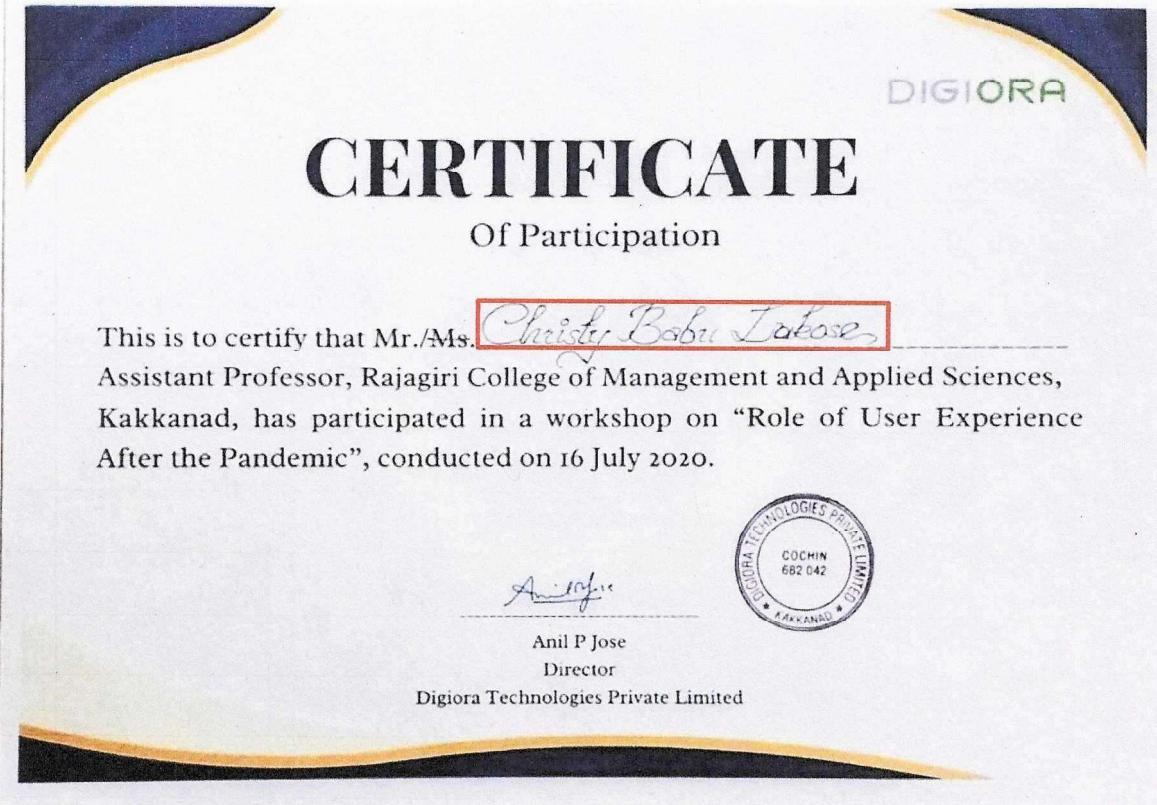 DIGIORA
CERTIFICATE
Of Participation
This is to certify that Mr./Ms. Christy Babu
Assistant Professor, Rajagiri College of Management and Applied Sciences,
Kakkanad, has participated in a workshop on “Role of User Experience
After the Pandemic”, conducted on 16 July 2020.
DIGIORA TECHNOLOGIES PRIVATE LIMITED
COCHIN
682 042
KAKKANAD
Anil P Jose
Director
Digiora Technologies Private Limited